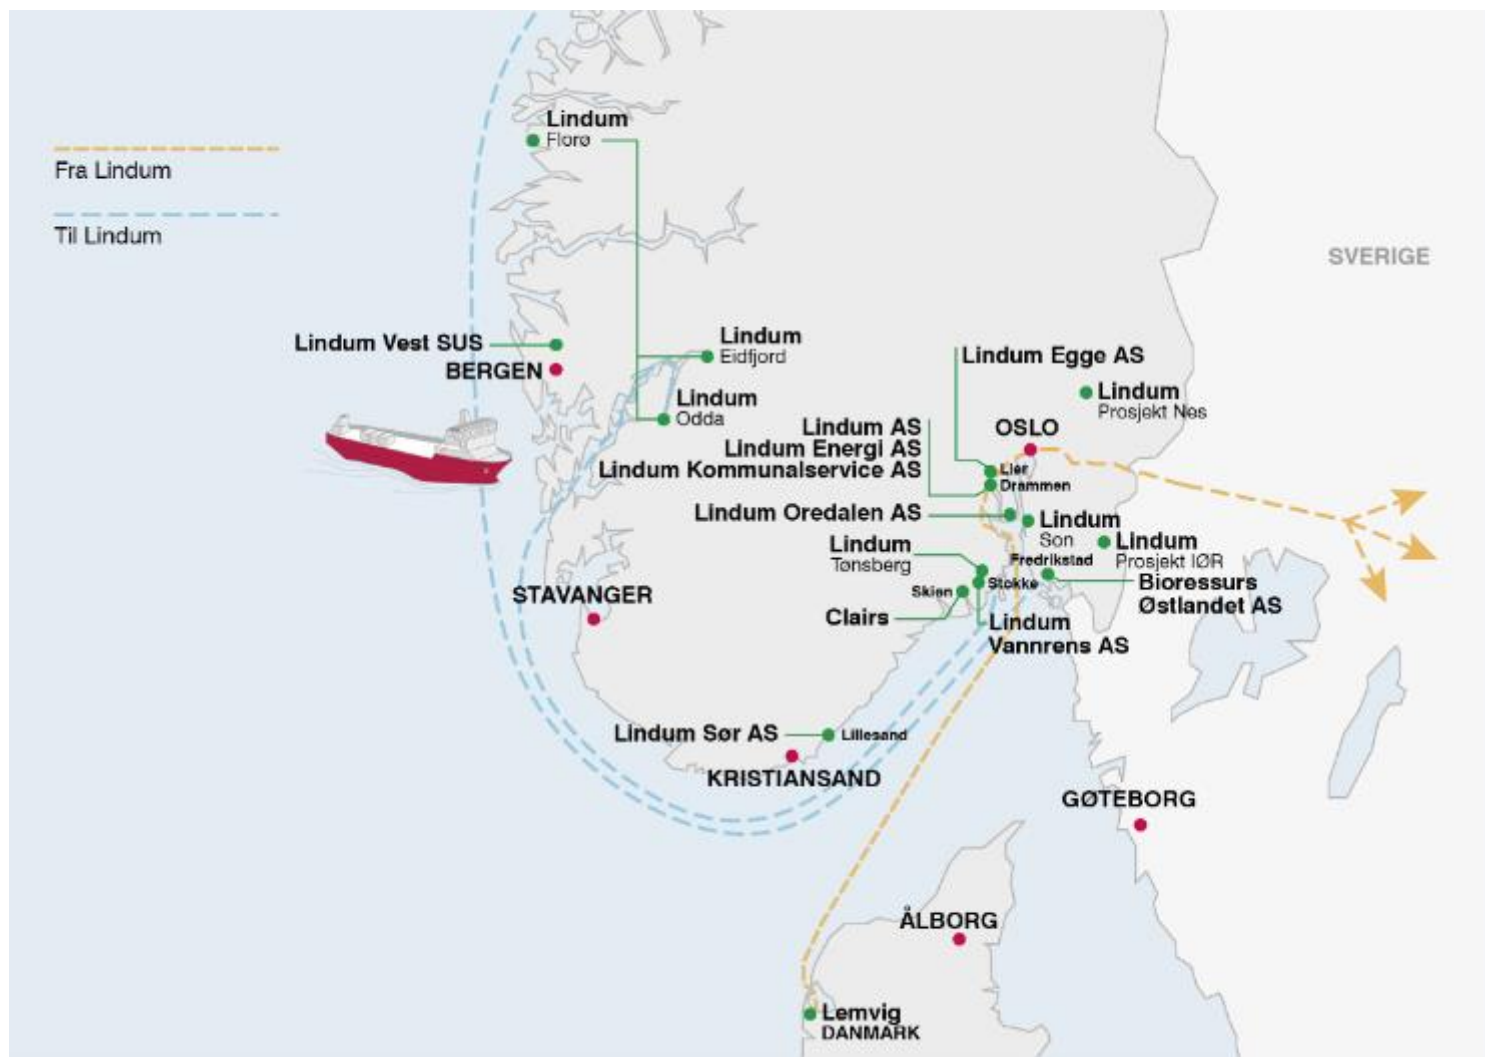 Lindum
Florø
Fra Lindum
Til Lindum
SVERIGE
Lindum Vest SUS
BERGEN
Lindum
Eidfjord
Lindum
Odda
Lindum Egge AS
Lindum
Prosjekt Nes
OSLO
Lindum AS
Lindum Energi AS
Lindum Kommunalservice AS
Lier
Drammen
Lindum Oredalen AS
Lindum
Son
Lindum
Prosjekt IØR
Lindum
Tønsberg
Fredrikstad
Bioressurs
Østlandet AS
Skien
Stokke
Clairs
Lindum
Vannrens AS
STAVANGER
Lindum Sør AS
Lillesand
KRISTIANSAND
GØTEBORG
ÅLBORG
Lemvig
DANMARK